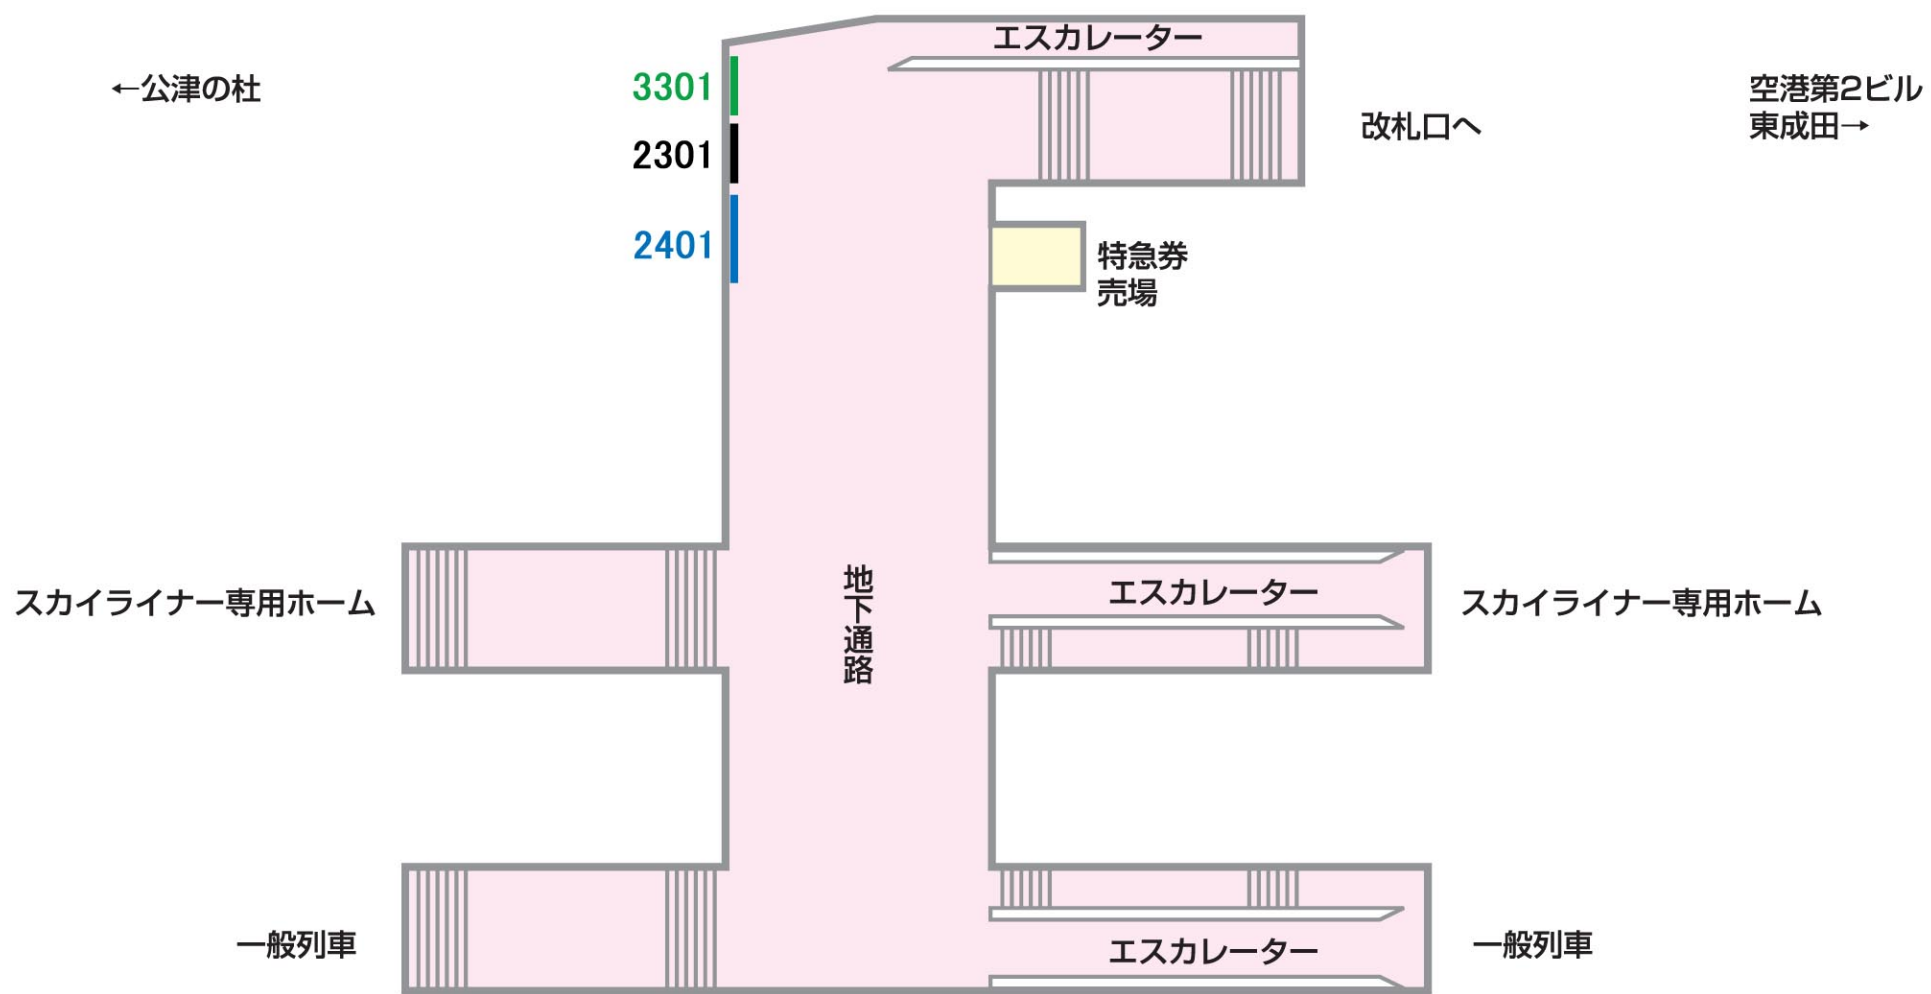 エスカレーター
←公津の杜
3301
空港第2ビル
東成田→
改札口へ
2301
2401
特急券
売場
地下通路
スカイライナー専用ホーム
エスカレーター
スカイライナー専用ホーム
一般列車
エスカレーター
一般列車